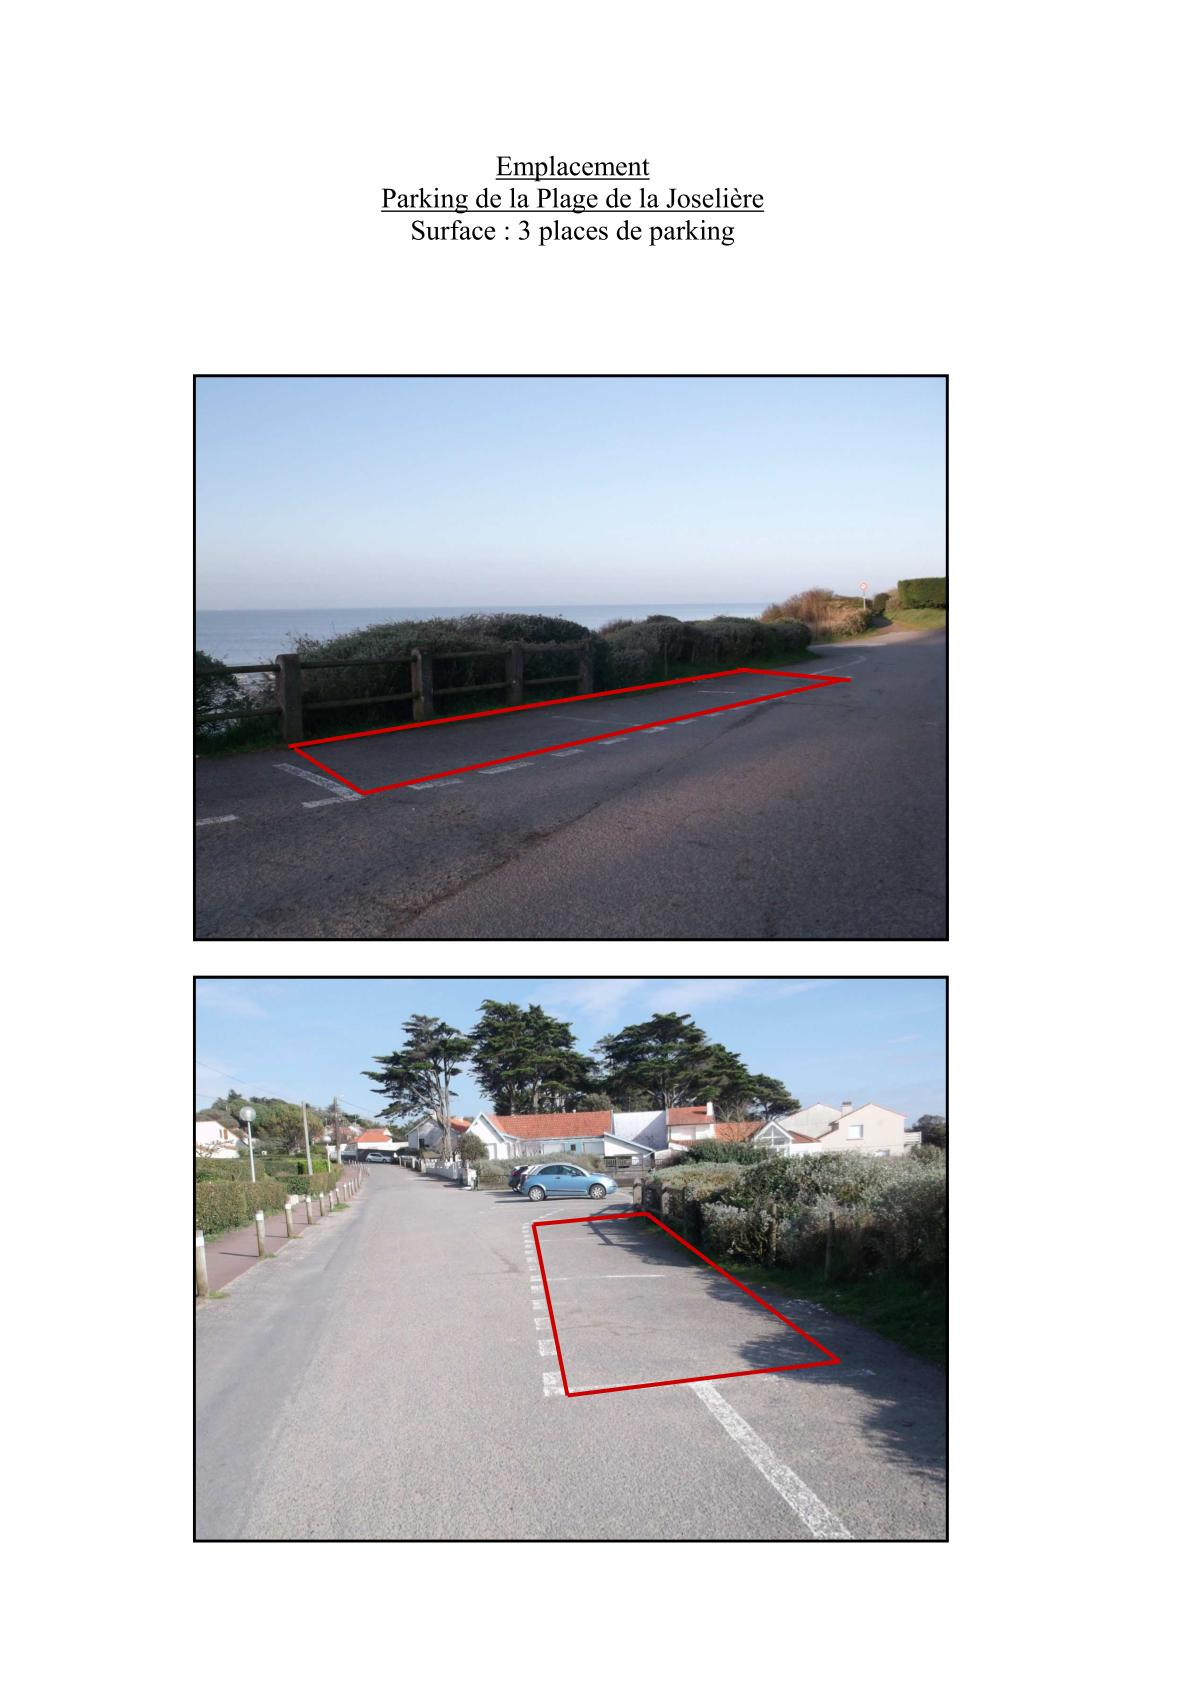 Emplacement
Parking de la Plage de la Joselière
Surface : 3 places de parking